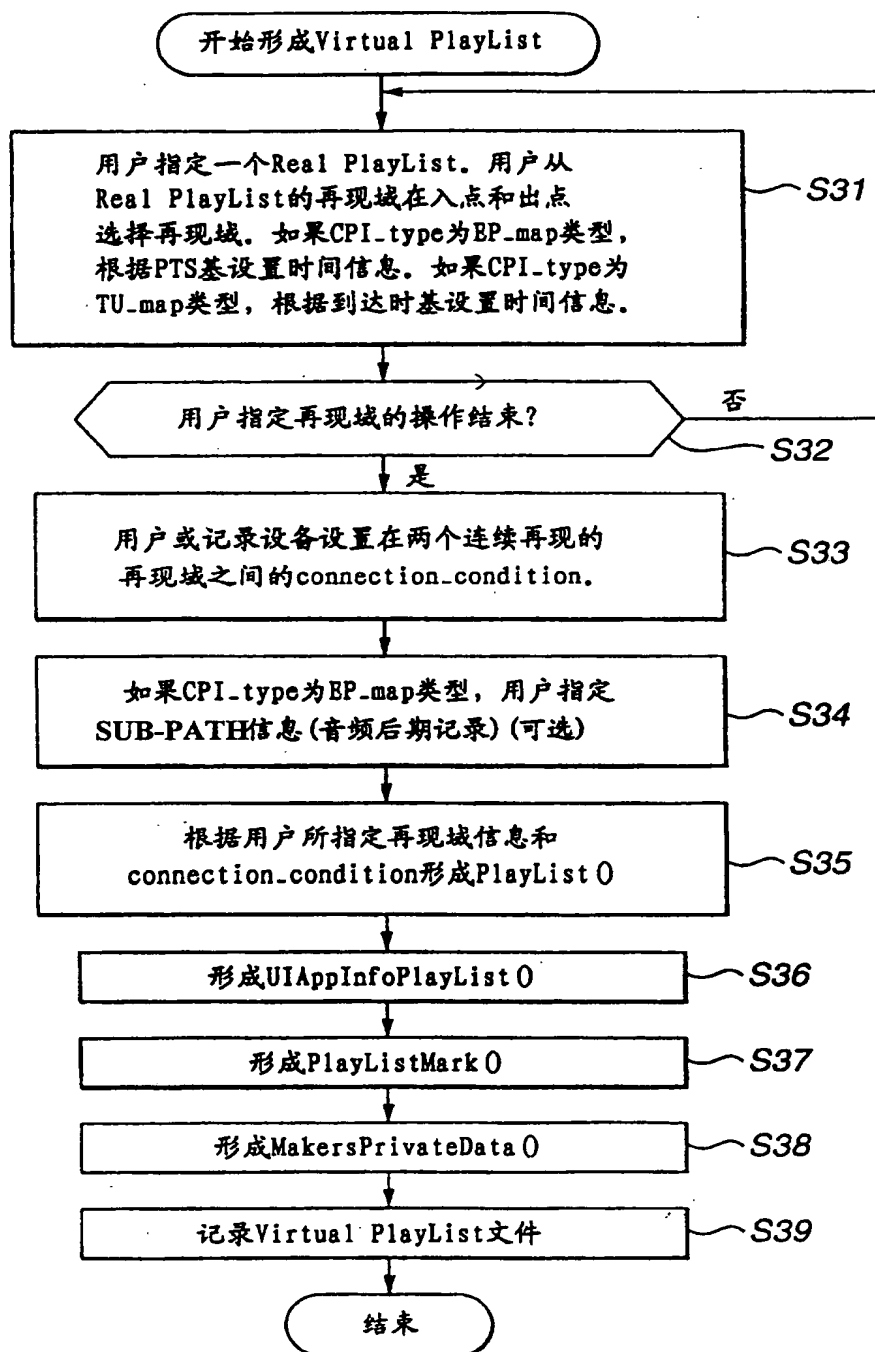 开始形成Virtual PlayList
用户指定一个Real PlayList。用户从
Real PlayList的再现域在入点和出点
选择再现域。如果CPI_type为EP_map类型，
根据PTS基设置时间信息。如果CPI_type为
TU_map类型，根据到达时基设置时间信息。
S31
用户指定再现域的操作结束?
否
S32
是
用户或记录设备设置在两个连续再现的
再现域之间的connection_condition。
S33
如果CPI_type为EP_map类型，用户指定
SUB-PATH信息(音频后期记录)(可选)
S34
根据用户所指定再现域信息和
connection_condition形成PlayList()
S35
形成UIAppInfoPlayList()
S36
形成PlayListMark()
S37
形成MakersPrivateData()
S38
记录Virtual PlayList文件
S39
结束